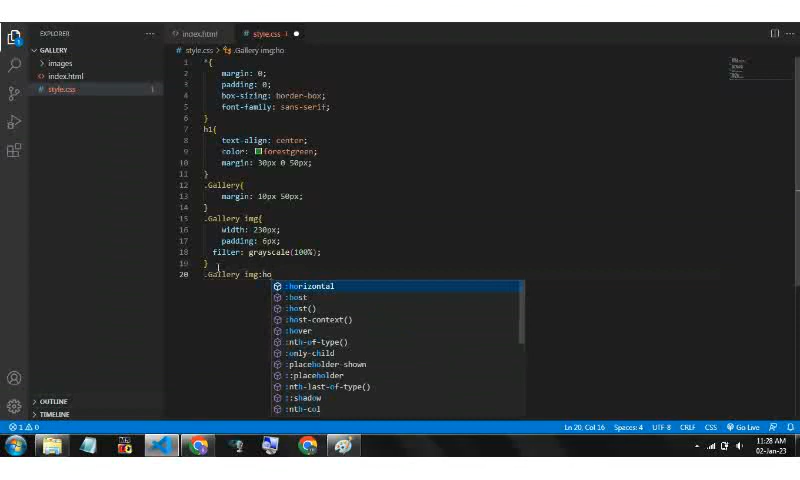 EXPLORER
index.html
style.css 1
GALLERY
style.css > .Gallery img:ho
images
index.html
style.css 1
1 *{
2 margin: 0;
3 padding: 0;
4 box-sizing: border-box;
5 font-family: sans-serif;
6 }
7 h1{
8 text-align: center;
9 color: forestgreen;
10 margin: 30px 0 50px;
11 }
12 .Gallery{
13 margin: 10px 50px;
14 }
15 .Gallery img{
16 width: 230px;
17 padding: 6px;
18 filter: grayscale(100%);
19 }
20 .Gallery img:ho
:horizontal
:host
:host()
:host-context()
:hover
:nth-of-type()
:only-child
:placeholder-shown
::placeholder
:nth-last-of-type()
::shadow
:nth-col
OUTLINE
TIMELINE
1 0 Ln 20, Col 16 Spaces: 4 UTF-8 CRLF CSS Go Live
11:28 AM
02-Jan-23